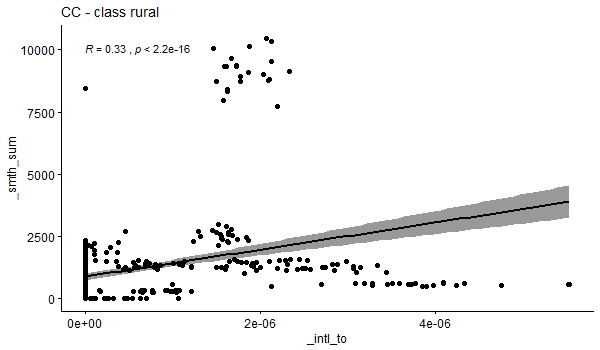 CC - class rural
R = 0.33 , p < 2.2e-16
10000
7500
5000
2500
0
_smth_sum
0e+00 2e-06 4e-06
_intl_to